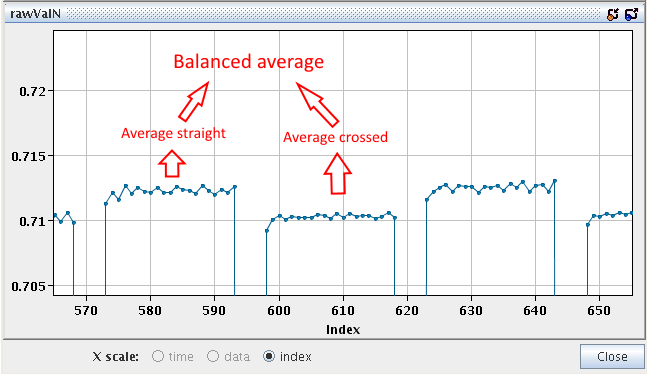 rawValN
Balanced average
0.72
Average straight
Average crossed
0.715
0.71
0.705
570 580 590 600 610 620 630 640 650
Index
X scale: time data index Close